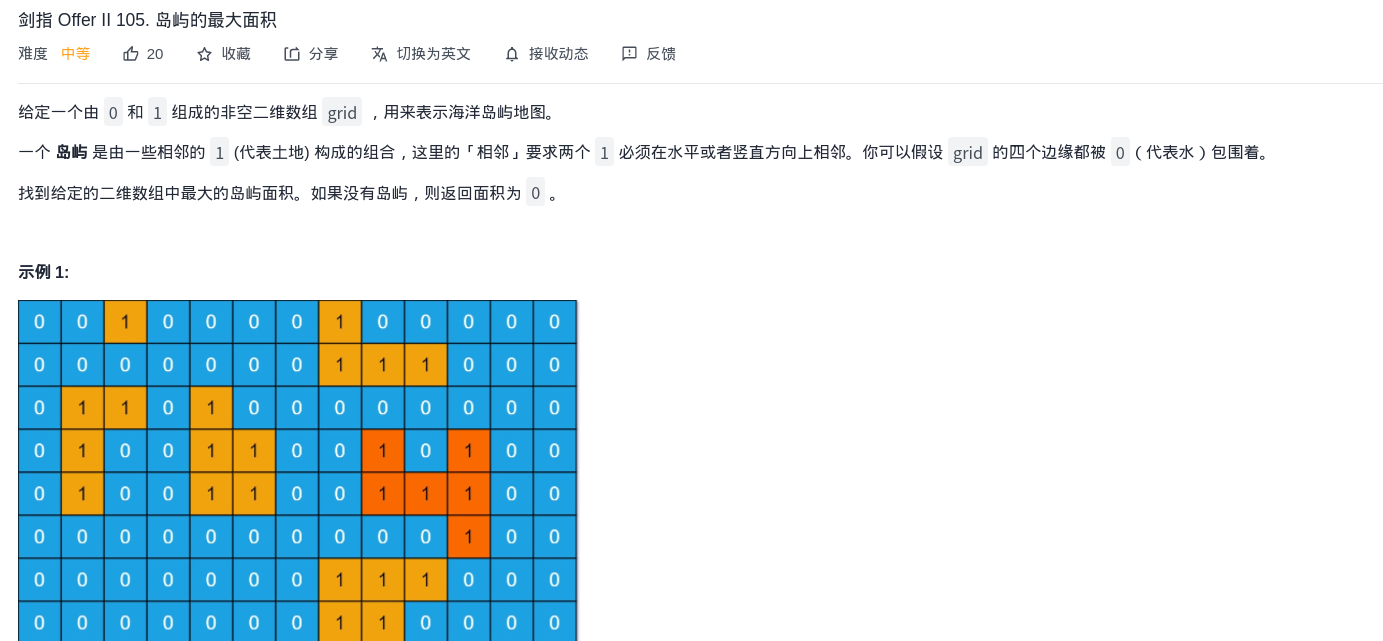 剑指 Offer II 105. 岛屿的最大面积
难度 中等 20 收藏 分享 切换为英文 接收动态 反馈
给定一个由 0 和 1 组成的非空二维数组 grid ，用来表示海洋岛屿地图。
一个 岛屿 是由一些相邻的 1 (代表土地) 构成的组合，这里的「相邻」要求两个 1 必须在水平或者竖直方向上相邻。你可以假设 grid 的四个边缘都被 0（代表水）包围着。
找到给定的二维数组中最大的岛屿面积。如果没有岛屿，则返回面积为 0 。
示例 1:
0 0 1 0 0 0 0 1 0 0 0 0 0
0 0 0 0 0 0 0 1 1 1 0 0 0
0 1 1 0 1 0 0 0 0 0 0 0 0
0 1 0 0 1 1 0 0 1 0 1 0 0
0 1 0 0 1 1 0 0 1 1 1 0 0
0 0 0 0 0 0 0 0 0 0 1 0 0
0 0 0 0 0 0 0 1 1 1 0 0 0
0 0 0 0 0 0 0 1 1 0 0 0 0